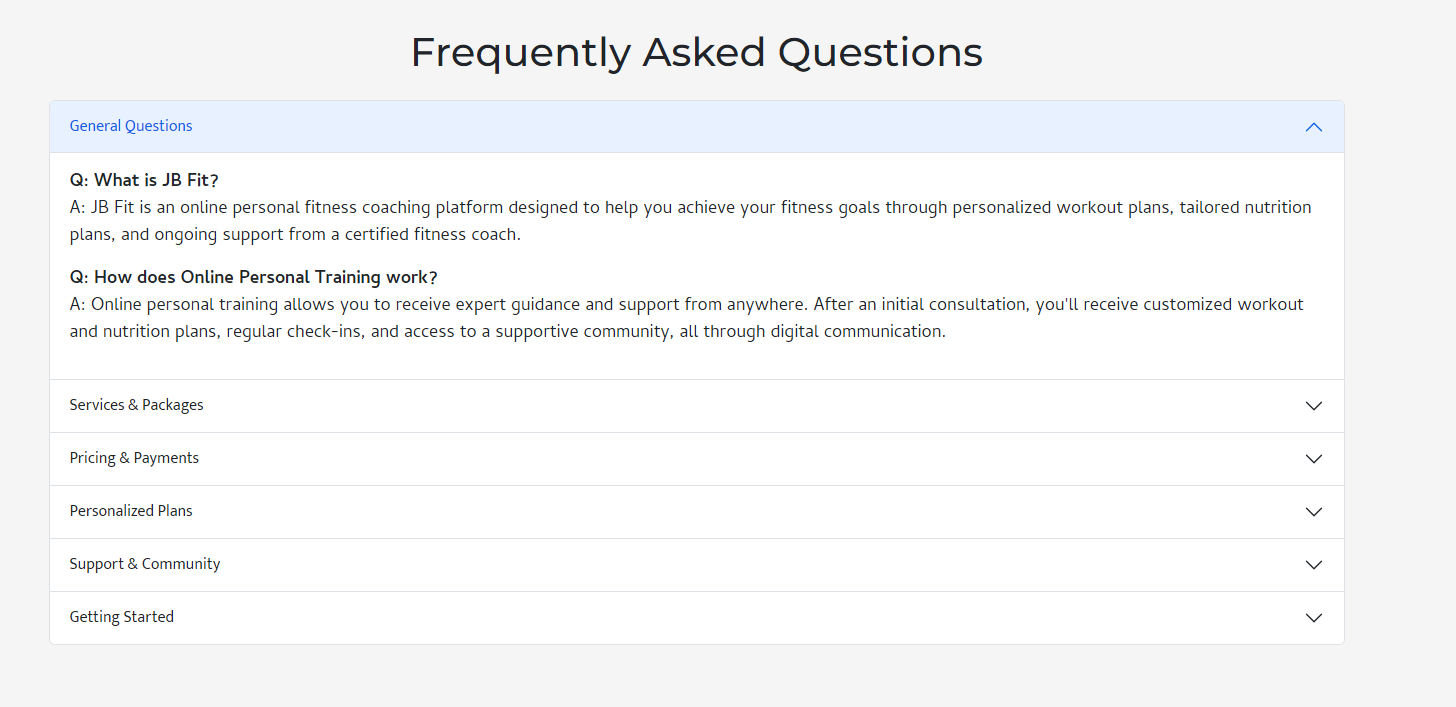 Frequently Asked Questions
General Questions
Q: What is JB Fit?
A: JB Fit is an online personal fitness coaching platform designed to help you achieve your fitness goals through personalized workout plans, tailored nutrition
plans, and ongoing support from a certified fitness coach.
Q: How does Online Personal Training work?
A: Online personal training allows you to receive expert guidance and support from anywhere. After an initial consultation, you'll receive customized workout
and nutrition plans, regular check-ins, and access to a supportive community, all through digital communication.
Services & Packages
Pricing & Payments
Personalized Plans
Support & Community
Getting Started